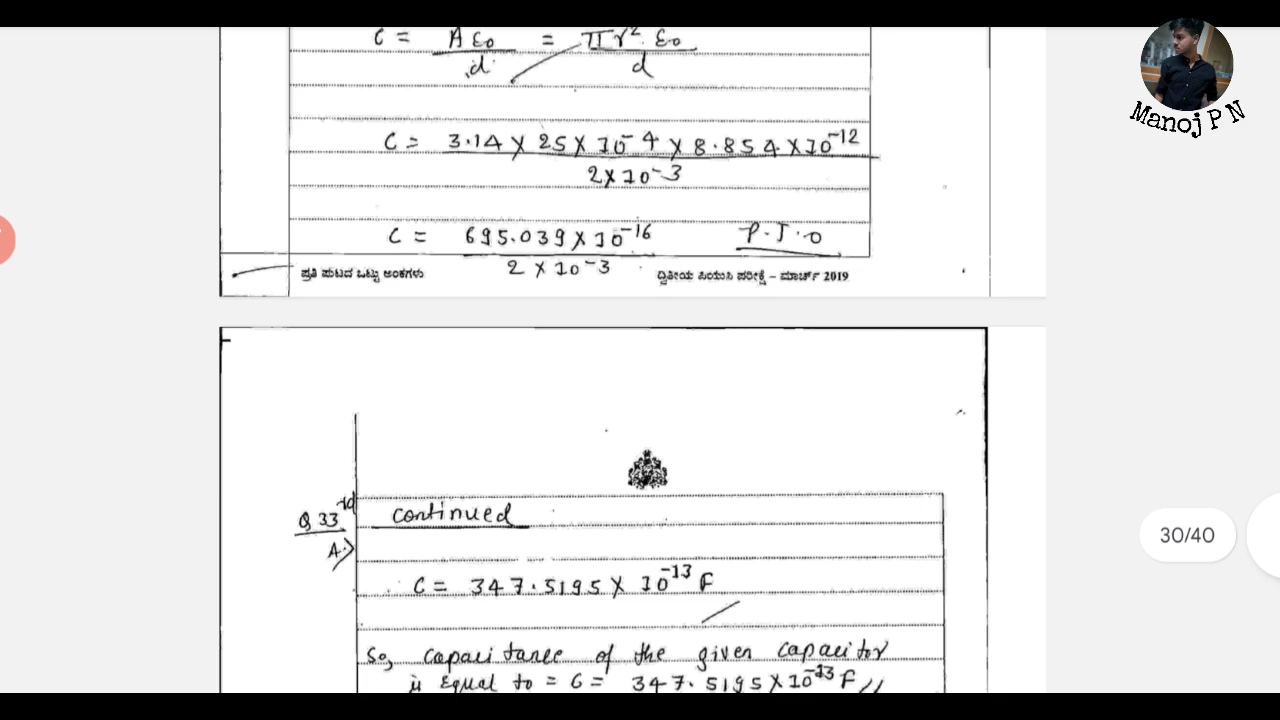 C = Aε₀ / d = πr² ε₀ / d
C = 3.14 × 25 × 10⁻⁴ × 8.854 × 10⁻¹² / 2 × 10⁻³
C = 695.039 × 10⁻¹⁶ / 2 × 10⁻³ P.T.O
ಪ್ರತಿ ಪುಟದ ಒಟ್ಟು ಅಂಕಗಳು ದ್ವಿತೀಯ ಪಿಯುಸಿ ಪರೀಕ್ಷೆ – ಮಾರ್ಚ್ 2019
Manoj P N
Q 33rd continued
A.>
C = 347.5195 × 10⁻¹³ F
30/40
So, capacitance of the given capacitor
is equal to = C = 347.5195 × 10⁻¹³ F //